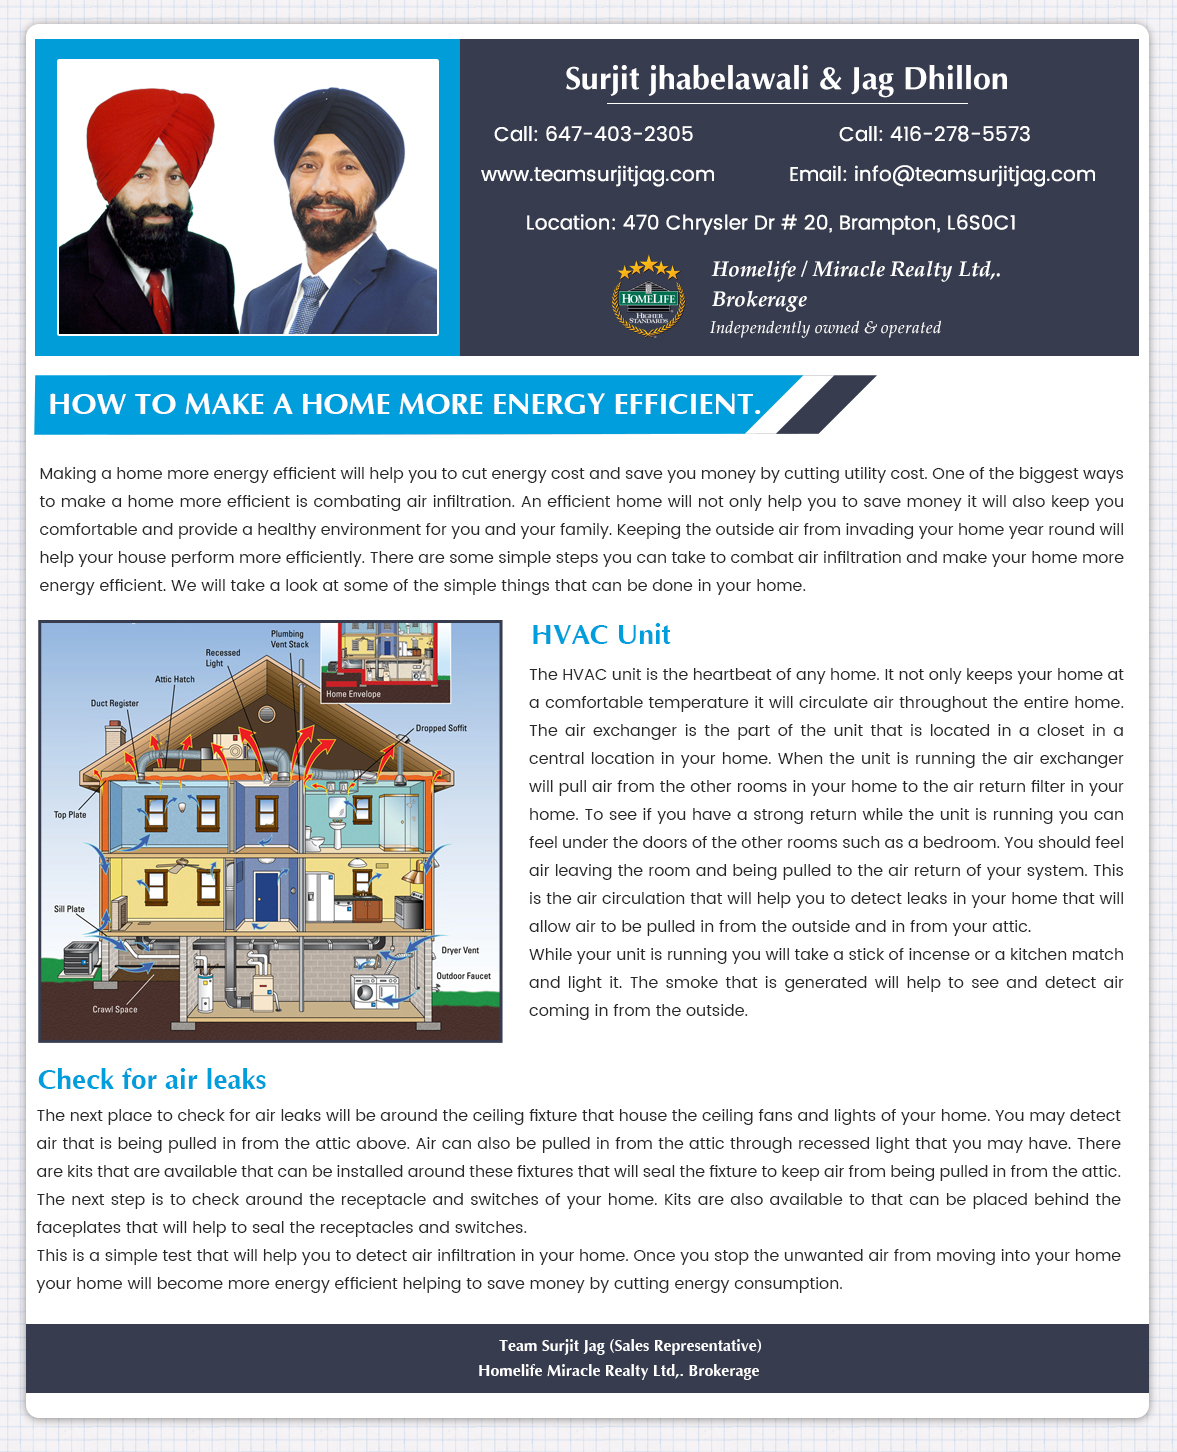 Surjit jhabelawali & Jag Dhillon
Call: 647-403-2305
Call: 416-278-5573
www.teamsurjitjag.com
Email: info@teamsurjitjag.com
Location: 470 Chrysler Dr # 20, Brampton, L6S0C1
HOMELIFE
HIGHER
STANDARDS
Homelife / Miracle Realty Ltd,.
Brokerage
Independently owned & operated
HOW TO MAKE A HOME MORE ENERGY EFFICIENT.
Making a home more energy efficient will help you to cut energy cost and save you money by cutting utility cost. One of the biggest ways
to make a home more efficient is combating air infiltration. An efficient home will not only help you to save money it will also keep you
comfortable and provide a healthy environment for you and your family. Keeping the outside air from invading your home year round will
help your house perform more efficiently. There are some simple steps you can take to combat air infiltration and make your home more
energy efficient. We will take a look at some of the simple things that can be done in your home.
Plumbing
Vent Stack
Recessed
Light
Attic Hatch
Duct Register
Home Envelope
Dropped Soffit
Top Plate
Sill Plate
Dryer Vent
Outdoor Faucet
Crawl Space
HVAC Unit
The HVAC unit is the heartbeat of any home. It not only keeps your home at
a comfortable temperature it will circulate air throughout the entire home.
The air exchanger is the part of the unit that is located in a closet in a
central location in your home. When the unit is running the air exchanger
will pull air from the other rooms in your home to the air return filter in your
home. To see if you have a strong return while the unit is running you can
feel under the doors of the other rooms such as a bedroom. You should feel
air leaving the room and being pulled to the air return of your system. This
is the air circulation that will help you to detect leaks in your home that will
allow air to be pulled in from the outside and in from your attic.
While your unit is running you will take a stick of incense or a kitchen match
and light it. The smoke that is generated will help to see and detect air
coming in from the outside.
Check for air leaks
The next place to check for air leaks will be around the ceiling fixture that house the ceiling fans and lights of your home. You may detect
air that is being pulled in from the attic above. Air can also be pulled in from the attic through recessed light that you may have. There
are kits that are available that can be installed around these fixtures that will seal the fixture to keep air from being pulled in from the attic.
The next step is to check around the receptacle and switches of your home. Kits are also available to that can be placed behind the
faceplates that will help to seal the receptacles and switches.
This is a simple test that will help you to detect air infiltration in your home. Once you stop the unwanted air from moving into your home
your home will become more energy efficient helping to save money by cutting energy consumption.
Team Surjit Jag (Sales Representative)
Homelife Miracle Realty Ltd,. Brokerage